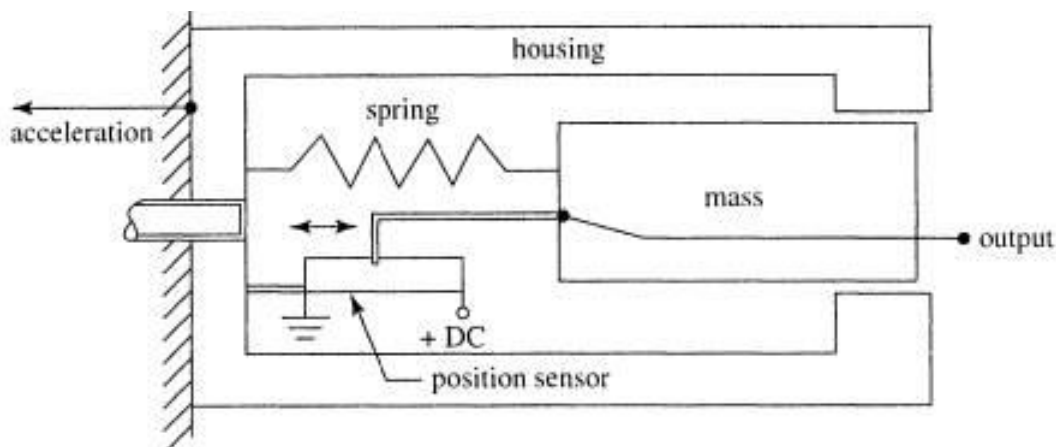 housing
spring
acceleration
mass
output
+ DC
position sensor